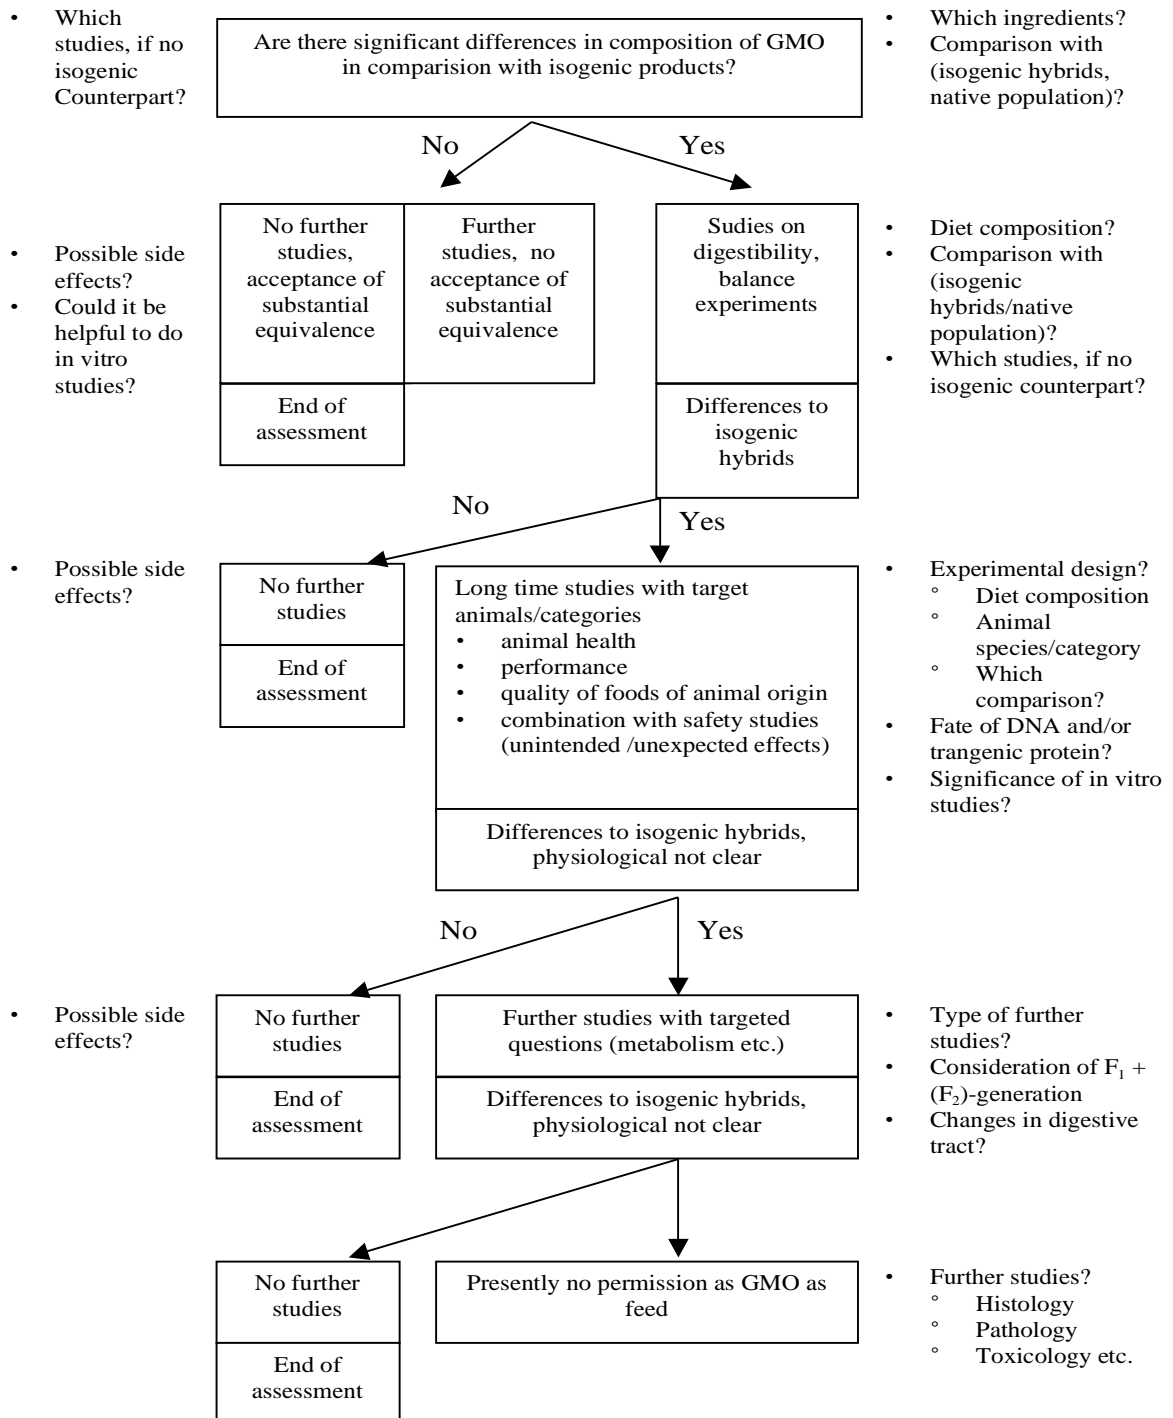 • Which
studies, if no
isogenic
Counterpart?
Are there significant differences in composition of GMO
in comparision with isogenic products?
• Which ingredients?
• Comparison with
(isogenic hybrids,
native population)?
No
Yes
• Possible side
effects?
• Could it be
helpful to do
in vitro
studies?
No further
studies,
acceptance of
substantial
equivalence
Further
studies, no
acceptance of
substantial
equivalence
Sudies on
digestibility,
balance
experiments
• Diet composition?
• Comparison with
(isogenic
hybrids/native
population)?
• Which studies, if no
isogenic counterpart?
End of
assessment
Differences to
isogenic
hybrids
No
Yes
• Possible side
effects?
No further
studies
End of
assessment
Long time studies with target
animals/categories
• animal health
• performance
• quality of foods of animal origin
• combination with safety studies
(unintended /unexpected effects)
Differences to isogenic hybrids,
physiological not clear
• Experimental design?
° Diet composition
° Animal
species/category
° Which
comparison?
• Fate of DNA and/or
trangenic protein?
• Significance of in vitro
studies?
No
Yes
• Possible side
effects?
No further
studies
End of
assessment
Further studies with targeted
questions (metabolism etc.)
Differences to isogenic hybrids,
physiological not clear
• Type of further
studies?
• Consideration of F₁ +
(F₂)-generation
• Changes in digestive
tract?
No further
studies
End of
assessment
Presently no permission as GMO as
feed
• Further studies?
° Histology
° Pathology
° Toxicology etc.